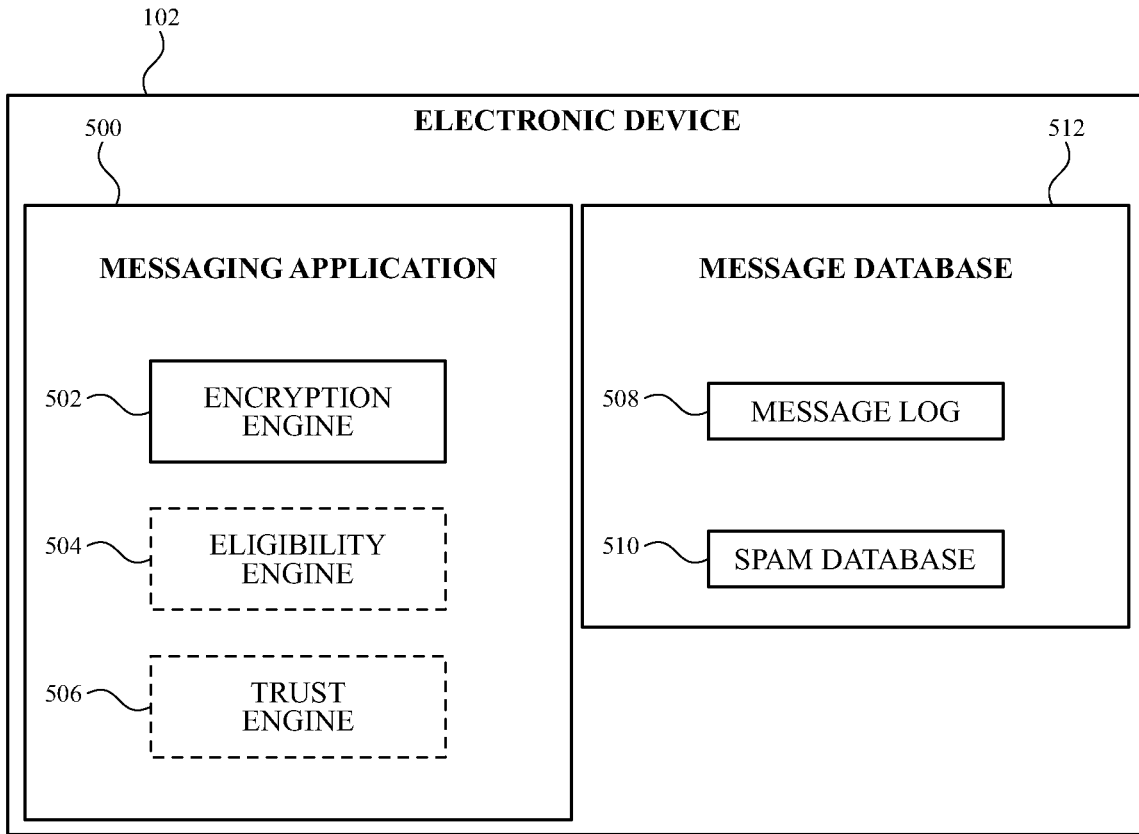 102
ELECTRONIC DEVICE
500
512
MESSAGING APPLICATION
MESSAGE DATABASE
502
ENCRYPTION
ENGINE
508
MESSAGE LOG
504
ELIGIBILITY
ENGINE
510
SPAM DATABASE
506
TRUST
ENGINE